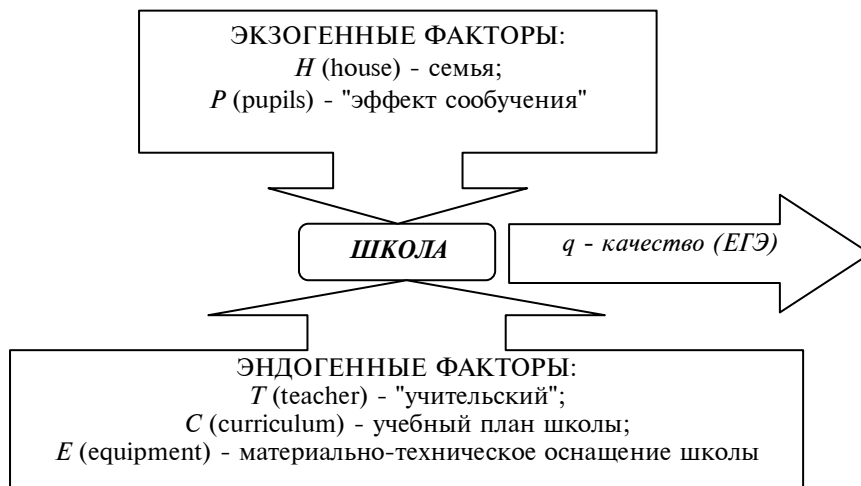 ЭКЗОГЕННЫЕ ФАКТОРЫ:
H (house) - семья;
P (pupils) - "эффект сообучения"
ШКОЛА
q - качество (ЕГЭ)
ЭНДОГЕННЫЕ ФАКТОРЫ:
T (teacher) - "учительский";
C (curriculum) - учебный план школы;
E (equipment) - материально-техническое оснащение школы